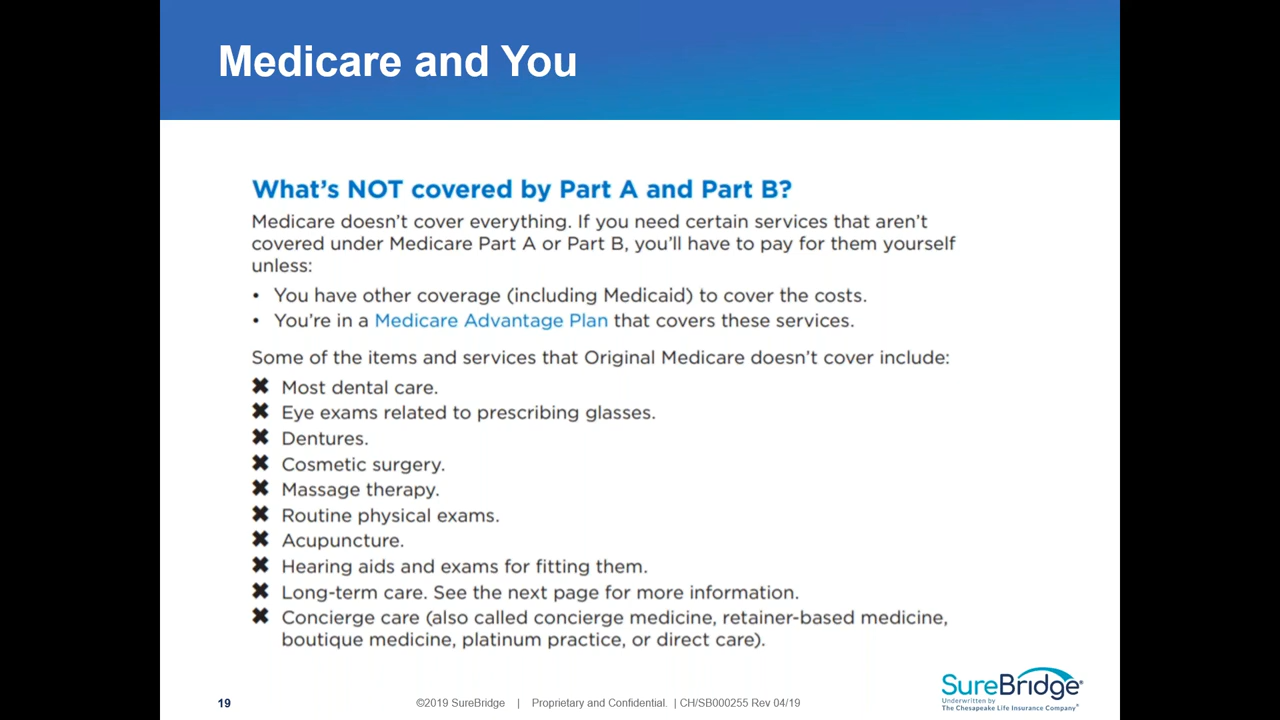 Medicare and You
What’s NOT covered by Part A and Part B?
Medicare doesn’t cover everything. If you need certain services that aren’t
covered under Medicare Part A or Part B, you’ll have to pay for them yourself
unless:
• You have other coverage (including Medicaid) to cover the costs.
• You’re in a Medicare Advantage Plan that covers these services.
Some of the items and services that Original Medicare doesn’t cover include:
✖ Most dental care.
✖ Eye exams related to prescribing glasses.
✖ Dentures.
✖ Cosmetic surgery.
✖ Massage therapy.
✖ Routine physical exams.
✖ Acupuncture.
✖ Hearing aids and exams for fitting them.
✖ Long-term care. See the next page for more information.
✖ Concierge care (also called concierge medicine, retainer-based medicine,
boutique medicine, platinum practice, or direct care).
19
©2019 SureBridge | Proprietary and Confidential. | CH/SB000255 Rev 04/19
SureBridge®
Underwritten by
The Chesapeake Life Insurance Company®